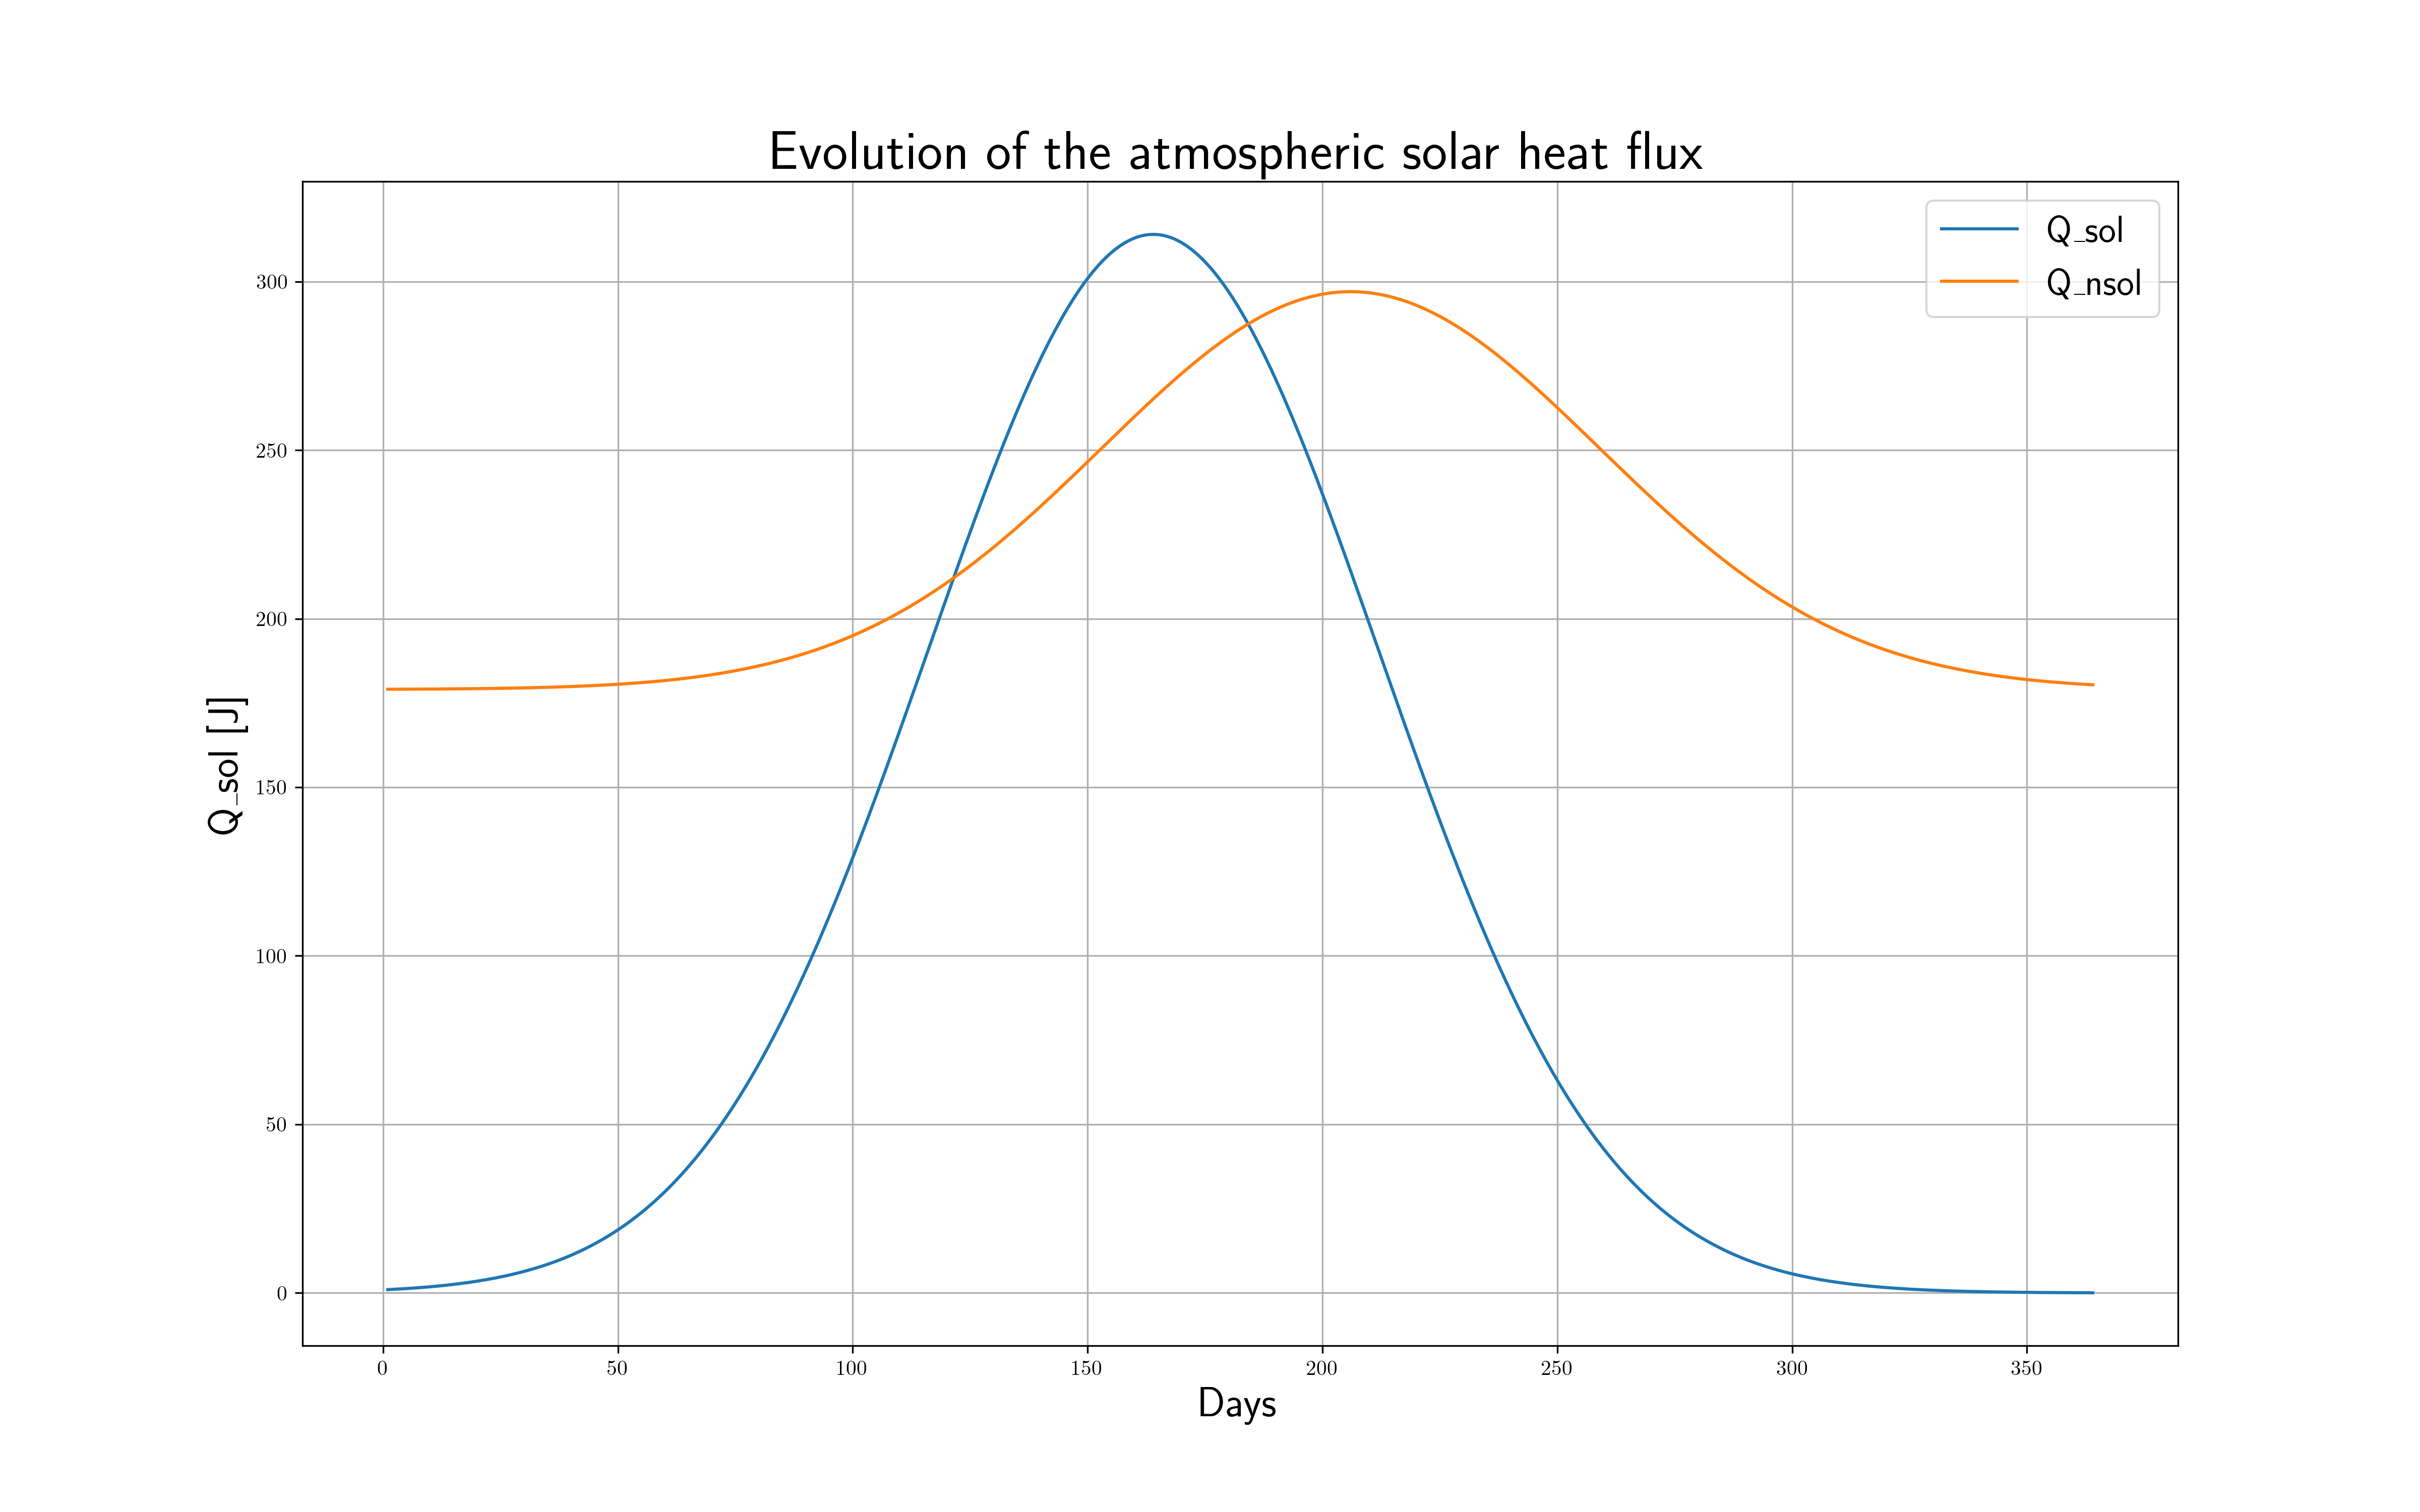 Evolution of the atmospheric solar heat flux
Q_sol
Q_nsol
300
250
200
150
100
50
0
Q_sol [J]
0 50 100 150 200 250 300 350
Days